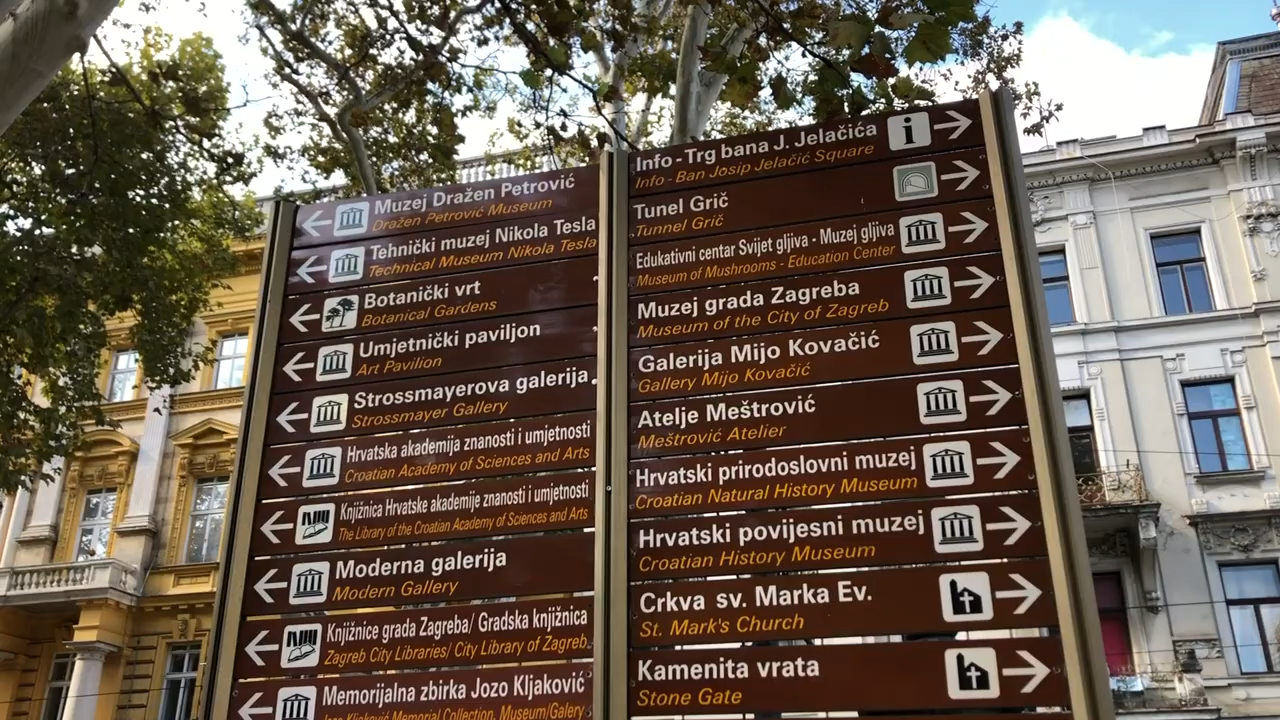 Muzej Dražen Petrović
Dražen Petrović Museum
Tehnički muzej Nikola Tesla
Technical Museum Nikola Tesla
Botanički vrt
Botanical Gardens
Umjetnički paviljon
Art Pavilion
Strossmayerova galerija
Strossmayer Gallery
Hrvatska akademija znanosti i umjetnosti
Croatian Academy of Sciences and Arts
Knjižnica Hrvatske akademije znanosti i umjetnosti
The Library of the Croatian Academy of Sciences and Arts
Moderna galerija
Modern Gallery
Knjižnice grada Zagreba/ Gradska knjižnica
Zagreb City Libraries/ City Library of Zagreb
Memorijalna zbirka Jozo Kljaković
Jozo Kljaković Memorial Collection, Museum/Galery
Info - Trg bana J. Jelačića
Info - Ban Josip Jelačić Square
i
Tunel Grič
Tunnel Grič
Edukativni centar Svijet gljiva - Muzej gljiva
Museum of Mushrooms - Education Center
Muzej grada Zagreba
Museum of the City of Zagreb
Galerija Mijo Kovačić
Gallery Mijo Kovačić
Atelje Meštrović
Meštrović Atelier
Hrvatski prirodoslovni muzej
Croatian Natural History Museum
Hrvatski povijesni muzej
Croatian History Museum
Crkva sv. Marka Ev.
St. Mark's Church
Kamenita vrata
Stone Gate